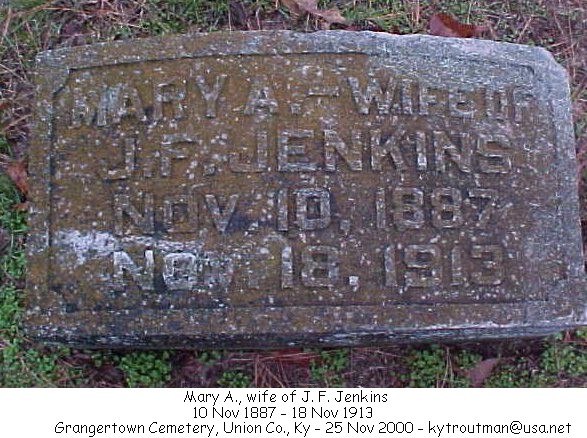 MARY A. – WIFE OF
J. F. JENKINS
NOV. 10, 1887
NOV. 18, 1913
Mary A., wife of J. F. Jenkins
10 Nov 1887 - 18 Nov 1913
Grangertown Cemetery, Union Co., Ky - 25 Nov 2000 - kytroutman@usa.net